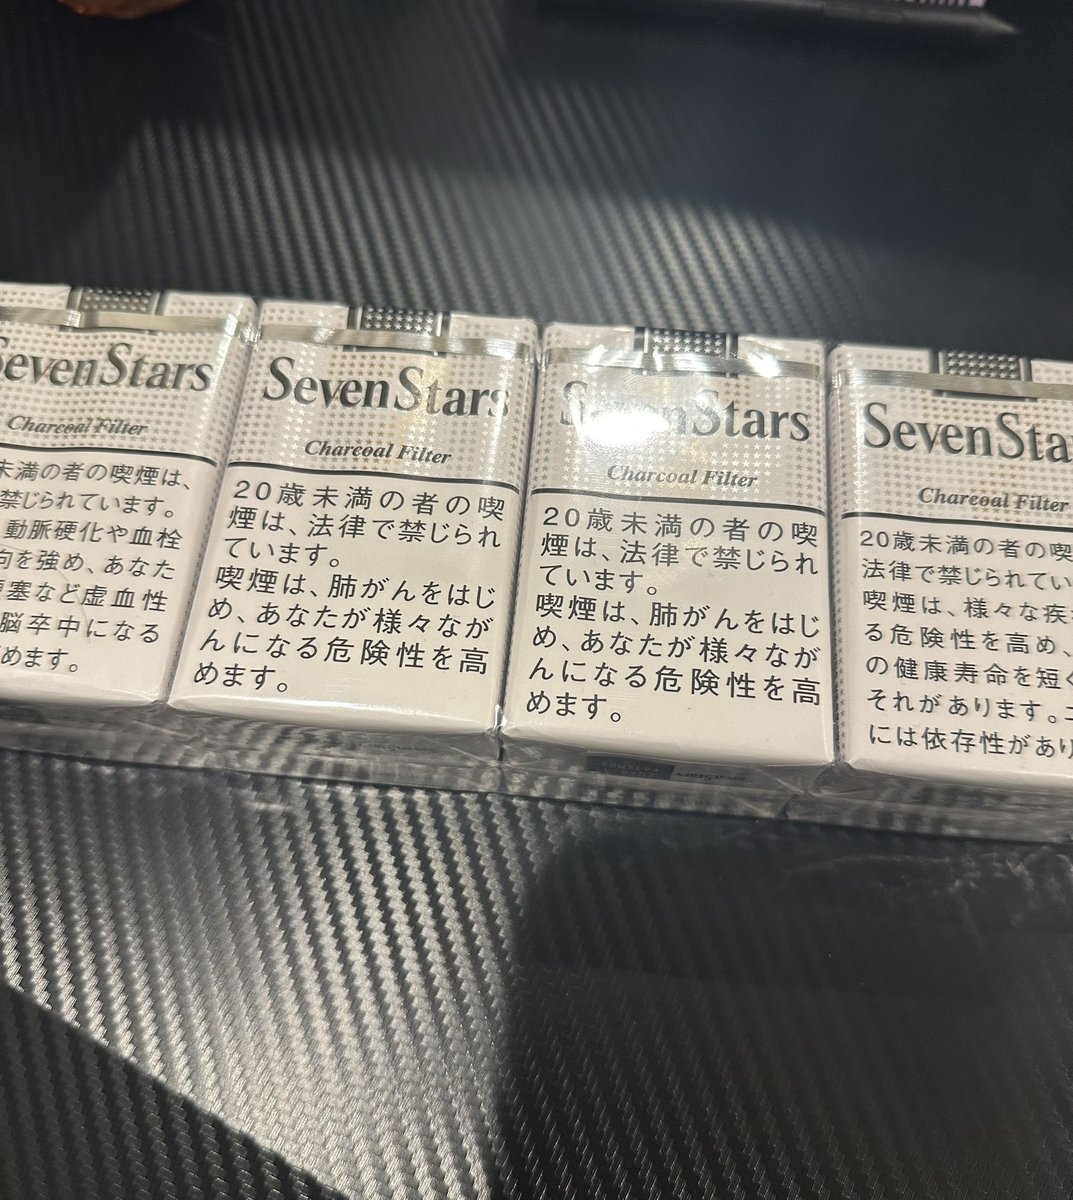 SevenStars
Charcoal Filter
未満の者の喫煙は、
禁じられています。
動脈硬化や血栓
向を強め、あなた
塞など虚血性
脳卒中になる
めます。
SevenStars
Charcoal Filter
20歳未満の者の喫
煙は、法律で禁じられ
ています。
喫煙は、肺がんをはじ
め、あなたが様々なが
んになる危険性を高
めます。
SevenStars
Charcoal Filter
20歳未満の者の喫
煙は、法律で禁じられ
ています。
喫煙は、肺がんをはじ
め、あなたが様々なが
んになる危険性を高
めます。
SevenSta
Charcoal Filter
20歳未満の者の喫
法律で禁じられてい
喫煙は、様々な疾
る危険性を高め、
の健康寿命を短く
それがあります。
には依存性があり